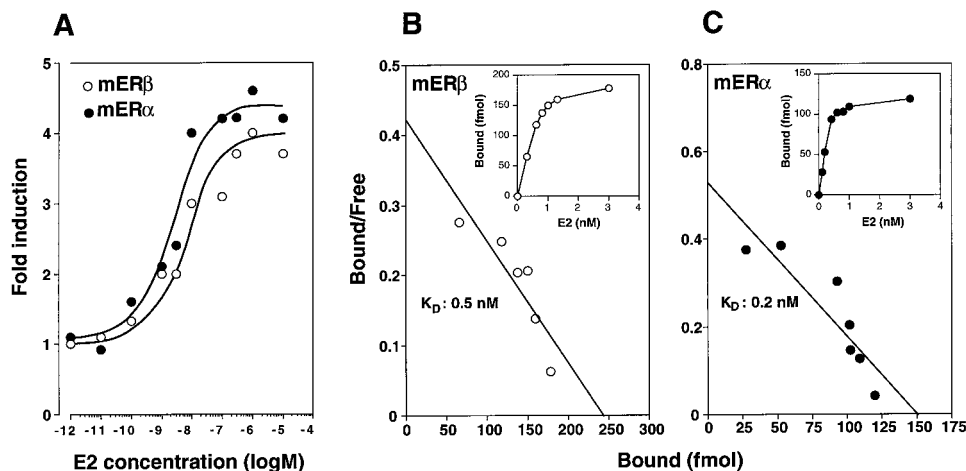 A
mERβ
mERα
5
4
3
2
1
0
-12 -11 -10 -9 -8 -7 -6 -5 -4
Fold induction
E2 concentration (logM)
B
mERβ
0.5
0.4
0.3
0.2
0.1
0.0
0 50 100 150 200 250 300
Bound/Free
K_D: 0.5 nM
200
150
100
50
0
0 1 2 3 4
Bound (fmol)
E2 (nM)
C
mERα
0.8
0.6
0.4
0.2
0
0 25 50 75 100 125 150 175
K_D: 0.2 nM
150
100
50
0
0 1 2 3 4
Bound (fmol)
E2 (nM)
Bound (fmol)